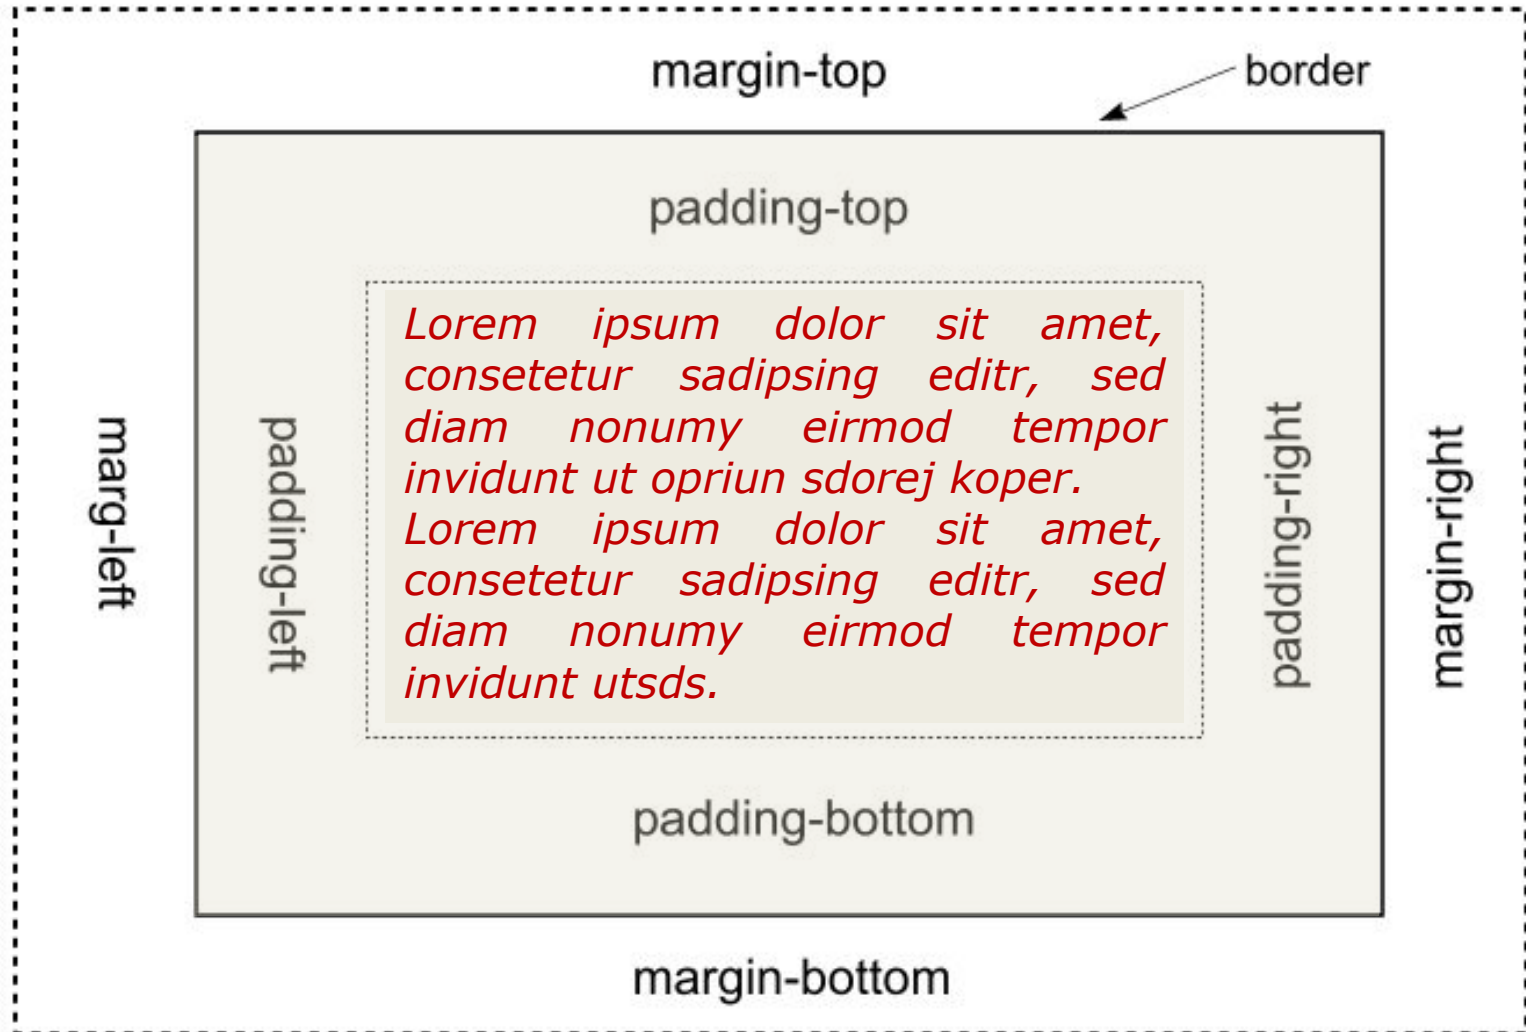 margin-top
border
padding-top
Lorem ipsum dolor sit amet,
consetetur sadipsing editr, sed
diam nonumy eirmod tempor
invidunt ut opriun sdorej koper.
Lorem ipsum dolor sit amet,
consetetur sadipsing editr, sed
diam nonumy eirmod tempor
invidunt utsds.
marg-left
padding-left
padding-right
margin-right
padding-bottom
margin-bottom